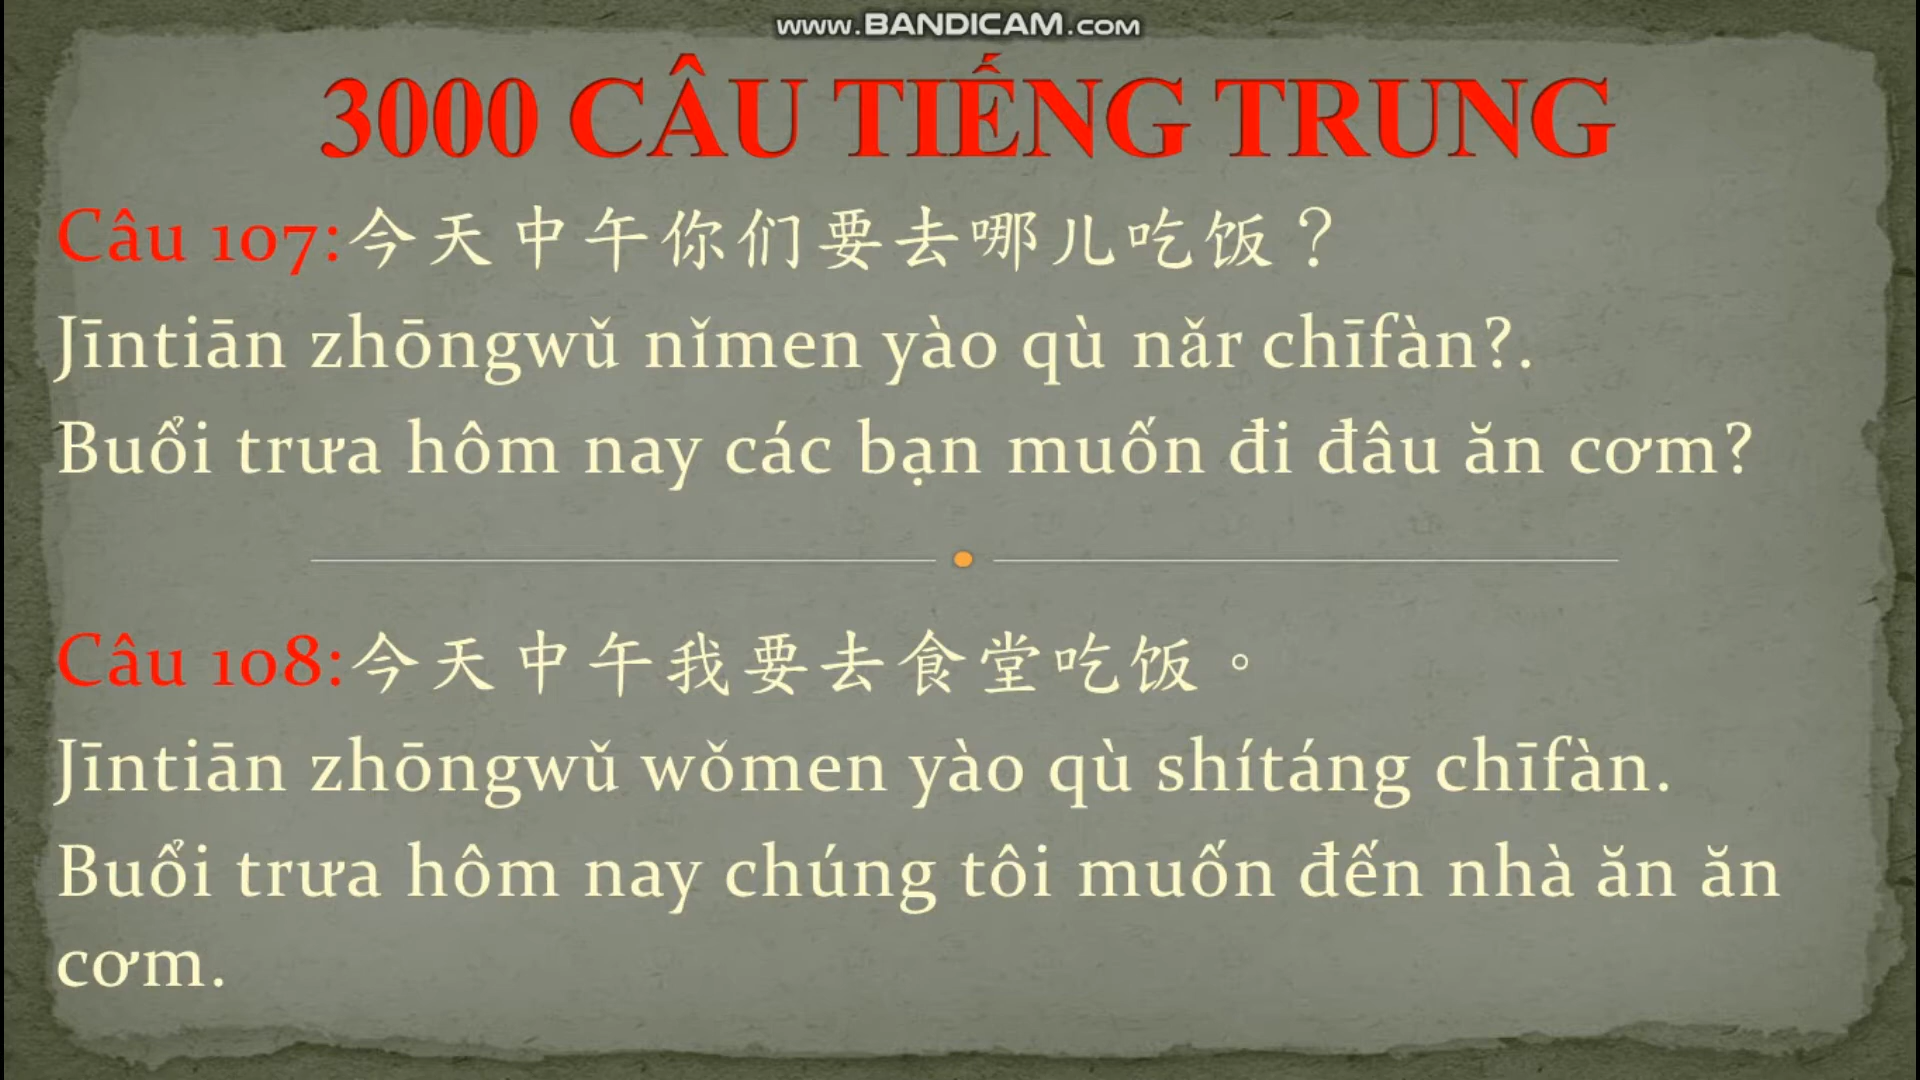 www.BANDICAM.com
3000 CÂU TIẾNG TRUNG
Câu 107:今天中午你们要去哪儿吃饭？
Jīntiān zhōngwǔ nǐmen yào qù nǎr chīfàn?.
Buổi trưa hôm nay các bạn muốn đi đâu ăn cơm?
Câu 108:今天中午我要去食堂吃饭。
Jīntiān zhōngwǔ wǒmen yào qù shítáng chīfàn.
Buổi trưa hôm nay chúng tôi muốn đến nhà ăn ăn
cơm.